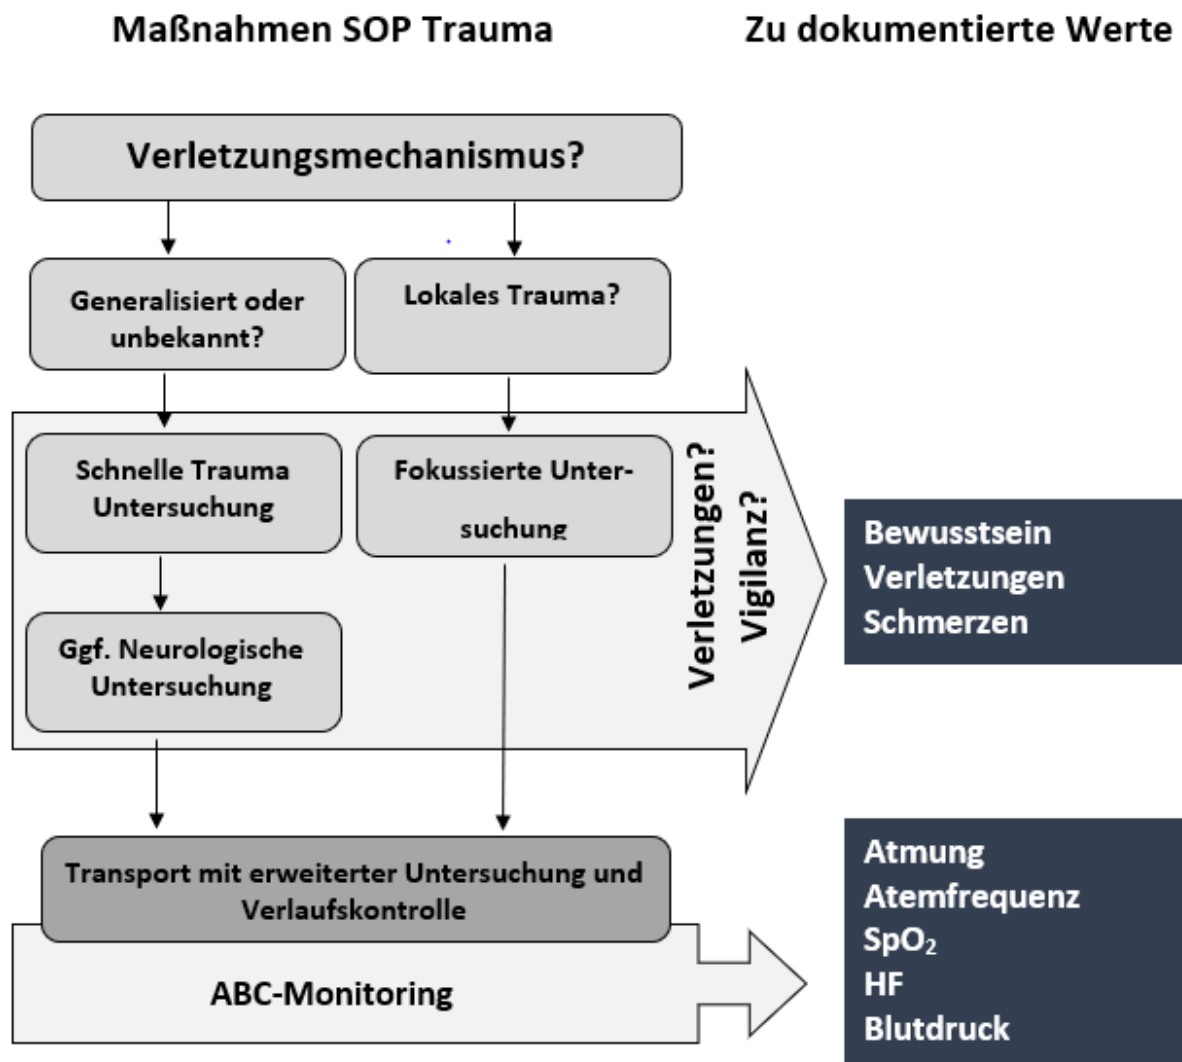 Maßnahmen SOP Trauma
Zu dokumentierte Werte
Verletzungsmechanismus?
Generalisiert oder
unbekannt?
Lokales Trauma?
Schnelle Trauma
Untersuchung
Fokussierte Unter-
suchung
Ggf. Neurologische
Untersuchung
Verletzungen?
Vigilanz?
Bewusstsein
Verletzungen
Schmerzen
Transport mit erweiterter Untersuchung und
Verlaufskontrolle
ABC-Monitoring
Atmung
Atemfrequenz
SpO₂
HF
Blutdruck